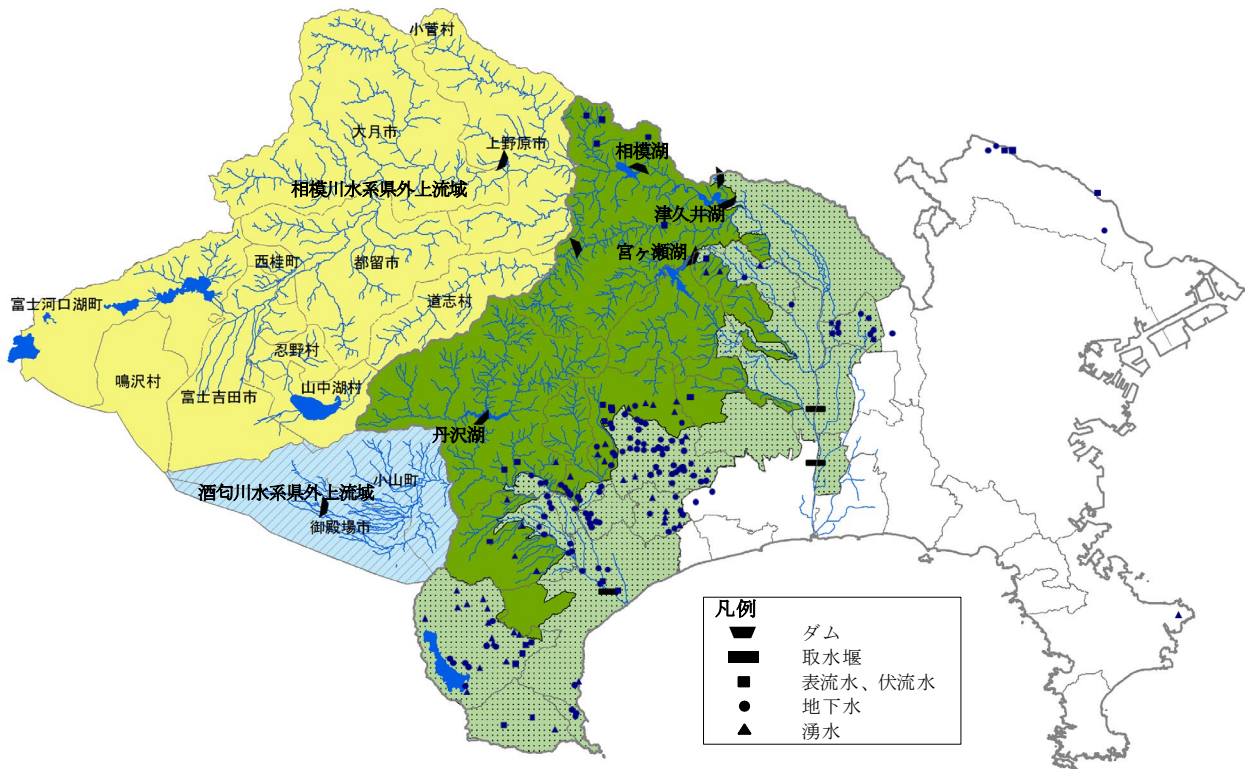 小菅村
大月市
上野原市
相模湖
相模川水系県外上流域
津久井湖
宮ヶ瀬湖
西桂町
都留市
道志村
富士河口湖町
忍野村
鳴沢村
富士吉田市
山中湖村
丹沢湖
小山町
酒匂川水系県外上流域
御殿場市
凡例
ダム
取水堰
表流水、伏流水
地下水
湧水